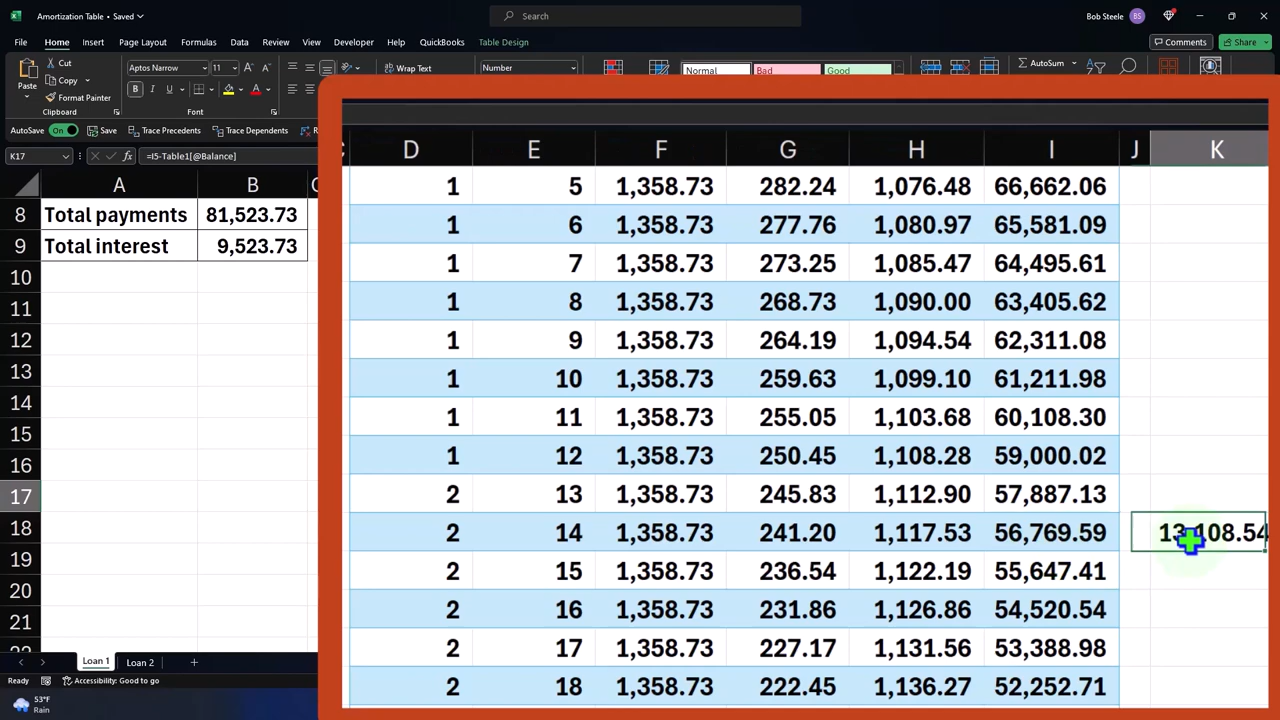 Amortization Table • Saved
Search
Bob Steele BS
File Home Insert Page Layout Formulas Data Review View Developer Help QuickBooks Table Design Comments Share
Cut
Copy
Format Painter
Paste
Clipboard
Aptos Narrow 11
B I U
Font
Wrap Text
Number
Normal Bad Good
AutoSum
AutoSave On Save Trace Precedents Trace Dependents
K17 fx =I5-Table1[@Balance]
A B
8 Total payments 81,523.73
9 Total interest 9,523.73
10
11
12
13
14
15
16
17
18
19
20
21
D E F G H I J K
1 5 1,358.73 282.24 1,076.48 66,662.06
1 6 1,358.73 277.76 1,080.97 65,581.09
1 7 1,358.73 273.25 1,085.47 64,495.61
1 8 1,358.73 268.73 1,090.00 63,405.62
1 9 1,358.73 264.19 1,094.54 62,311.08
1 10 1,358.73 259.63 1,099.10 61,211.98
1 11 1,358.73 255.05 1,103.68 60,108.30
1 12 1,358.73 250.45 1,108.28 59,000.02
2 13 1,358.73 245.83 1,112.90 57,887.13
2 14 1,358.73 241.20 1,117.53 56,769.59 13,108.54
2 15 1,358.73 236.54 1,122.19 55,647.41
2 16 1,358.73 231.86 1,126.86 54,520.54
2 17 1,358.73 227.17 1,131.56 53,388.98
2 18 1,358.73 222.45 1,136.27 52,252.71
Loan 1 Loan 2
Ready Accessibility: Good to go
53°F
Rain